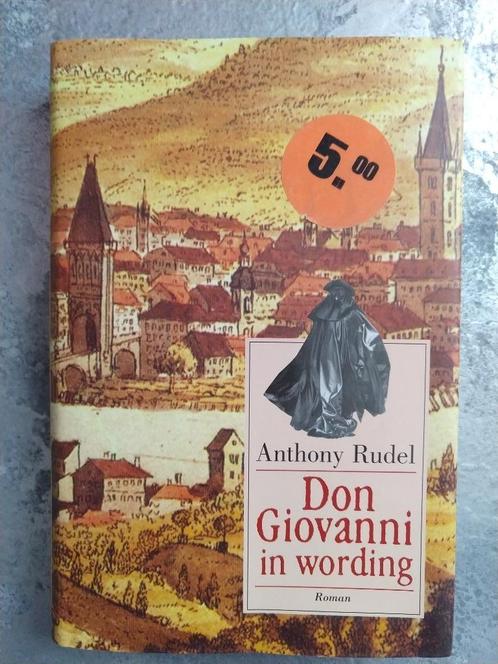 5.00
Anthony Rudel
Don
Giovanni
in wording
Roman